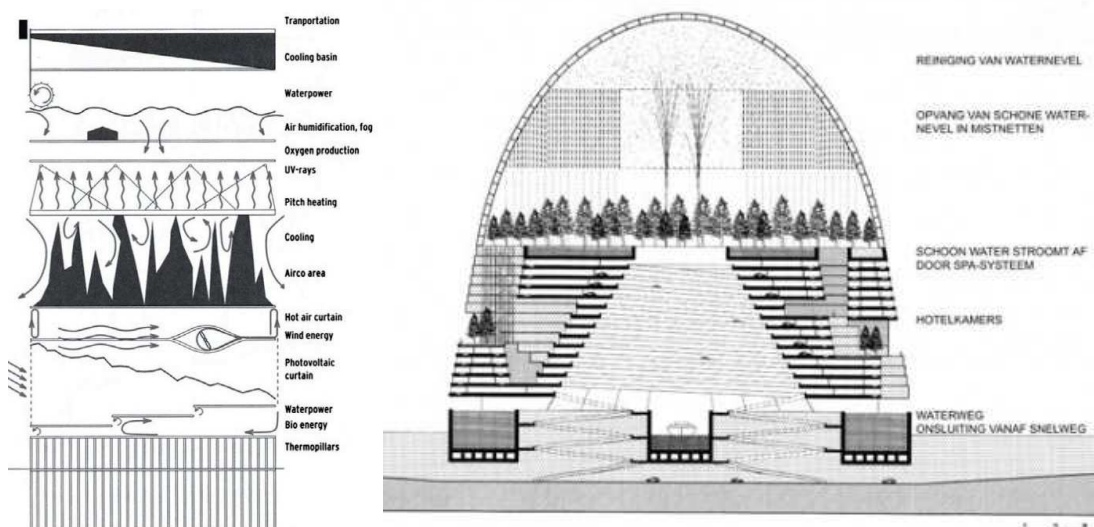 Tranportation
Cooling basin
Waterpower
Air humidification, fog
Oxygen production
UV-rays
Pitch heating
Cooling
Airco area
Hot air curtain
Wind energy
Photovoltaic
curtain
Waterpower
Bio energy
Thermopillars
REINIGING VAN WATERNEVEL
OPVANG VAN SCHONE WATER-
NEVEL IN MISTNETTEN
SCHOON WATER STROOMT AF
DOOR SPA-SYSTEEM
HOTELKAMERS
WATERWEG
ONSLUITING VANAF SNELWEG